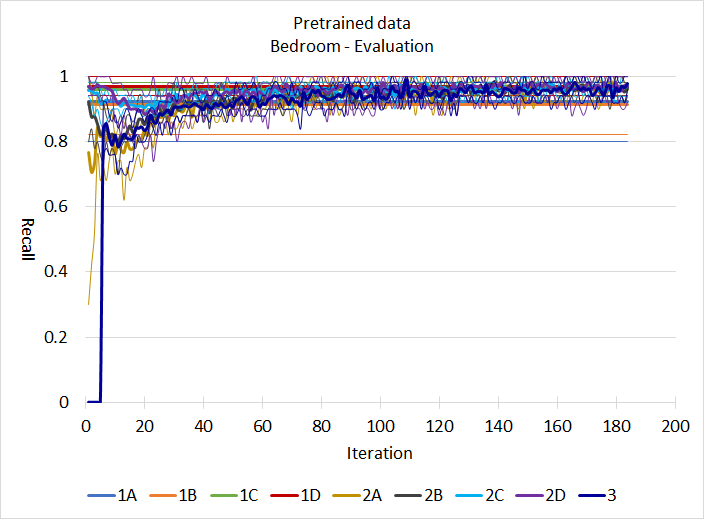 Pretrained data
Bedroom - Evaluation
1
0.8
0.6
0.4
0.2
0
Recall
0 20 40 60 80 100 120 140 160 180 200
Iteration
1A 1B 1C 1D 2A 2B 2C 2D 3